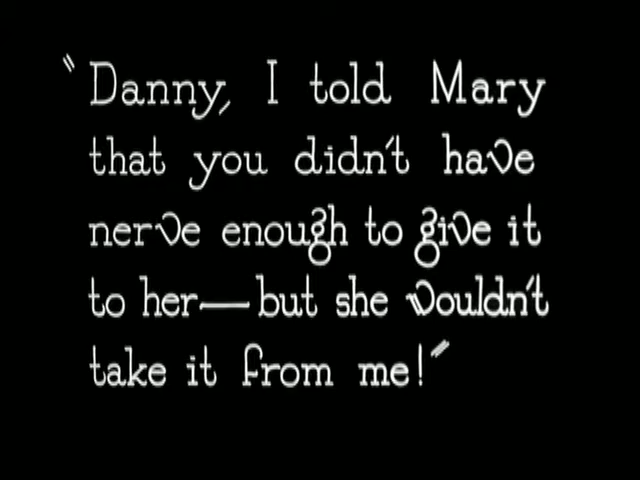 "Danny, I told Mary
that you didn't have
nerve enough to give it
to her—but she wouldn't
take it from me!"